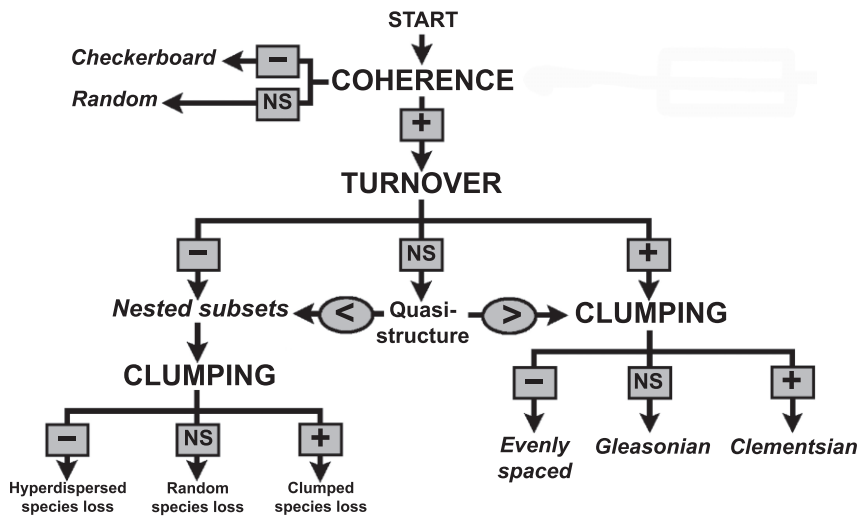 START
Checkerboard
−
COHERENCE
Random
NS
+
TURNOVER
−
NS
+
Nested subsets
<
Quasi-
structure
>
CLUMPING
CLUMPING
−
NS
+
Evenly
spaced
Gleasonian
Clementsian
−
NS
+
Hyperdispersed
species loss
Random
species loss
Clumped
species loss